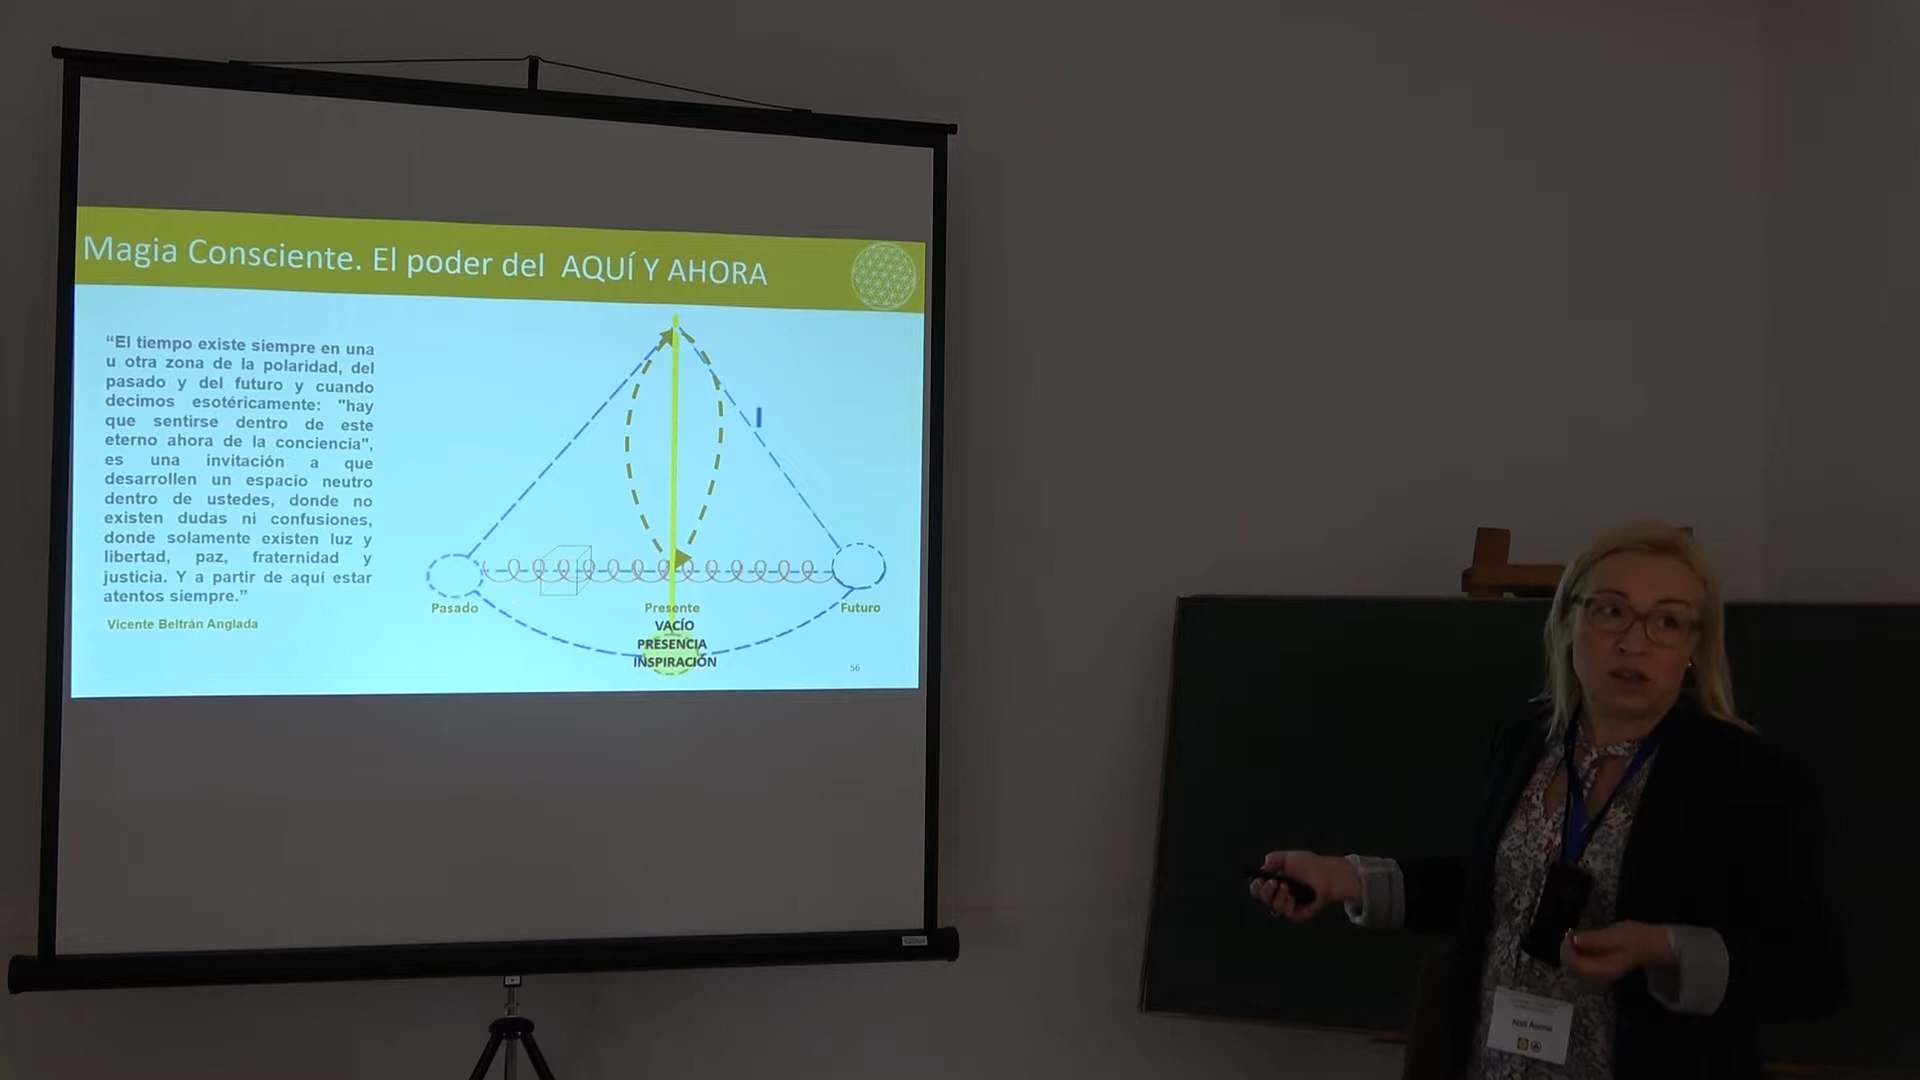 Magia Consciente. El poder del AQUÍ Y AHORA
“El tiempo existe siempre en una
u otra zona de la polaridad, del
pasado y del futuro y cuando
decimos esotéricamente: "hay
que sentirse dentro de este
eterno ahora de la conciencia",
es una invitación a que
desarrollen un espacio neutro
dentro de ustedes, donde no
existen dudas ni confusiones,
donde solamente existen luz y
libertad, paz, fraternidad y
justicia. Y a partir de aquí estar
atentos siempre.”
Vicente Beltrán Anglada
Pasado
Presente
VACÍO
PRESENCIA
INSPIRACIÓN
Futuro
56